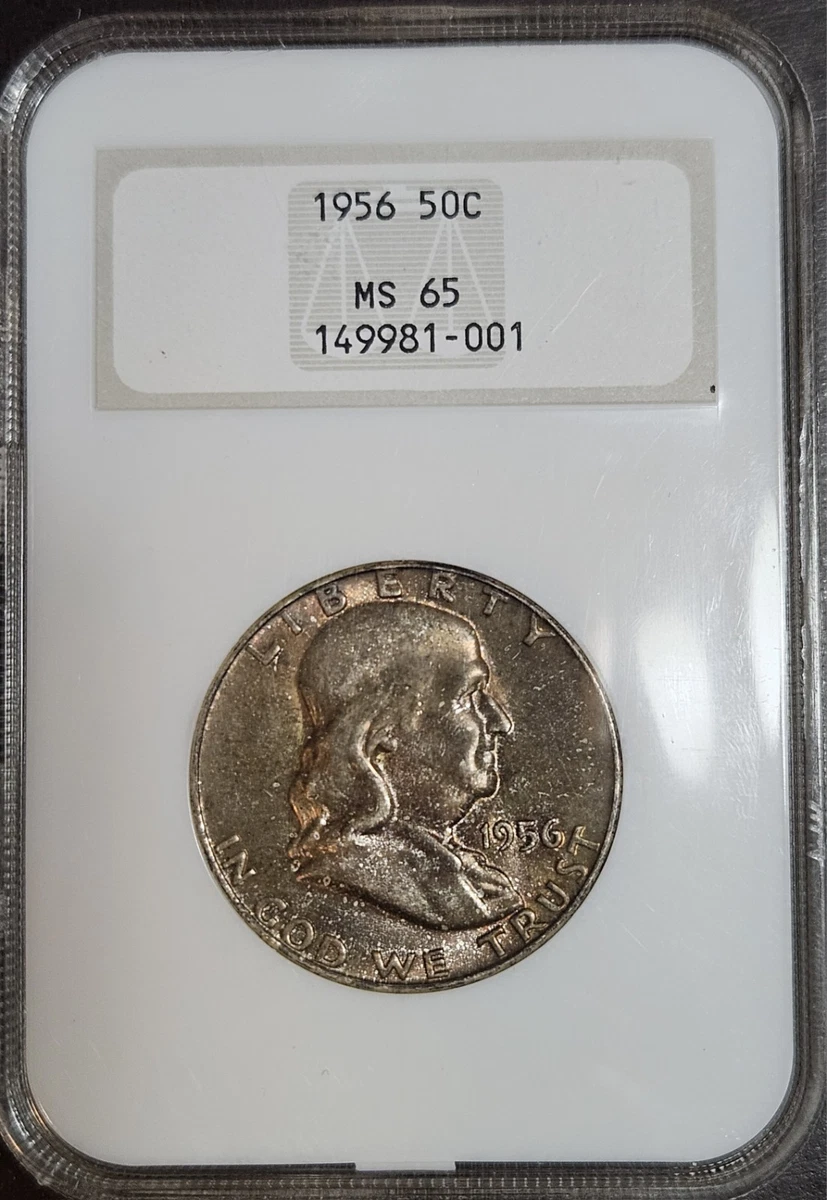 1956 50C
MS 65
149981-001
LIBERTY
1956
IN GOD WE TRUST